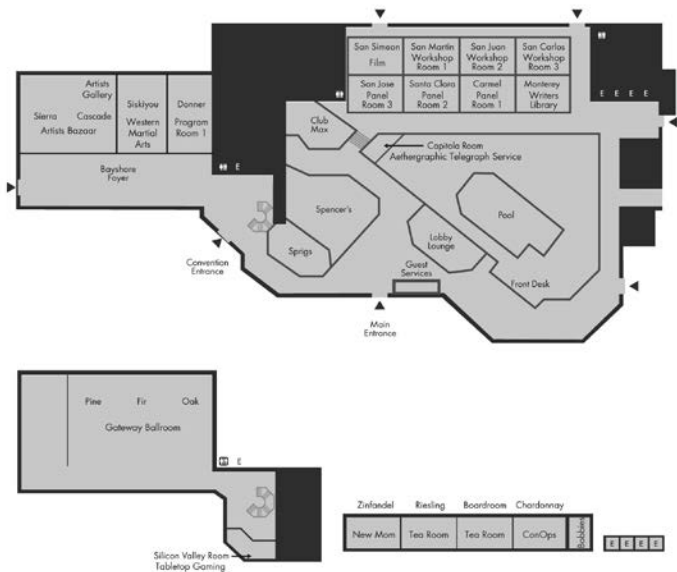 San Simeon
Film
San Martin
Workshop
Room 1
San Juan
Workshop
Room 2
San Carlos
Workshop
Room 3
San Jose
Panel
Room 3
Santa Clara
Panel
Room 2
Carmel
Panel
Room 1
Monterey
Writers
Library
E E E E
Artists
Gallery
Sierra Cascade
Artists Bazaar
Siskiyou
Western
Martial
Arts
Donner
Program
Room 1
Club
Max
Capitola Room
Aethergraphic Telegraph Service
Bayshore
Foyer
E
Spencer's
Pool
Sprigs
Lobby
Lounge
Convention
Entrance
Guest
Services
Front Desk
Main
Entrance
Pine Fir Oak
Gateway Ballroom
E
Silicon Valley Room
Tabletop Gaming
Zinfandel Riesling Boardroom Chardonnay
New Mom Tea Room Tea Room ConOps Bobbies
E E E E